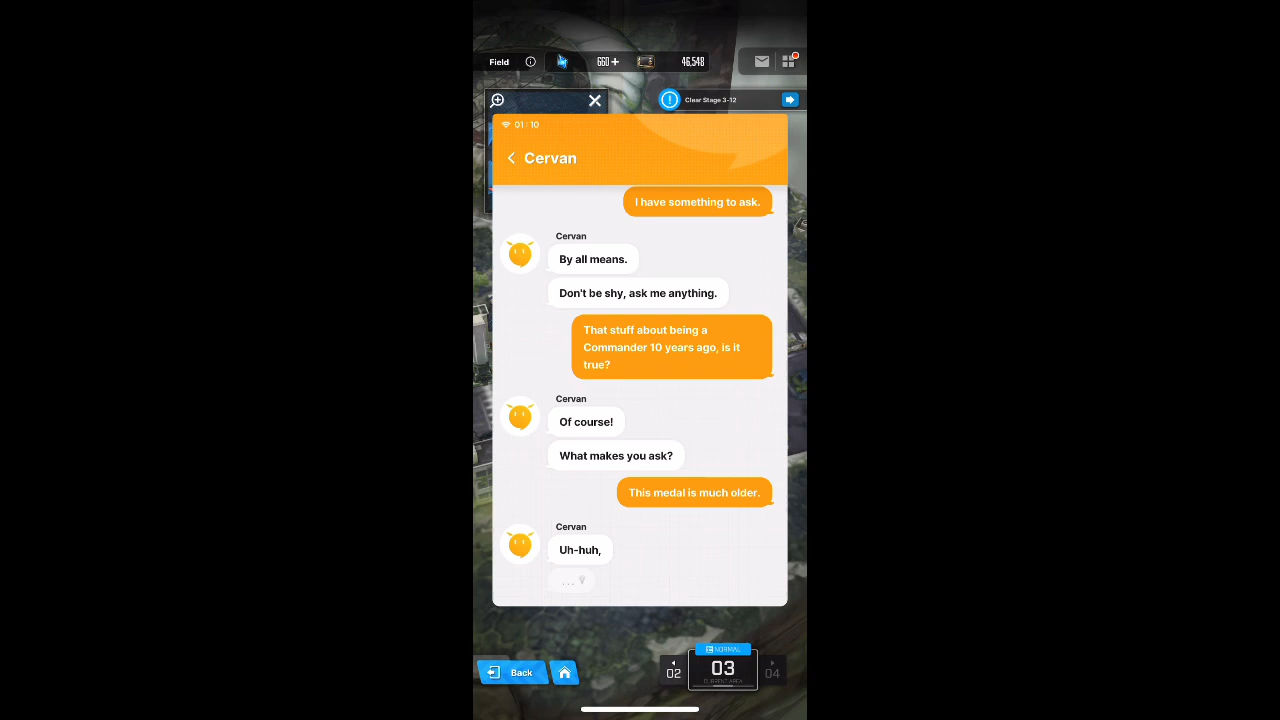 Field
660+
46,548
Clear Stage 3-12
01:10
Cervan
I have something to ask.
Cervan
By all means.
Don't be shy, ask me anything.
That stuff about being a
Commander 10 years ago, is it
true?
Cervan
Of course!
What makes you ask?
This medal is much older.
Cervan
Uh-huh,
...
NORMAL
Back
02
03
04
CURRENT AREA